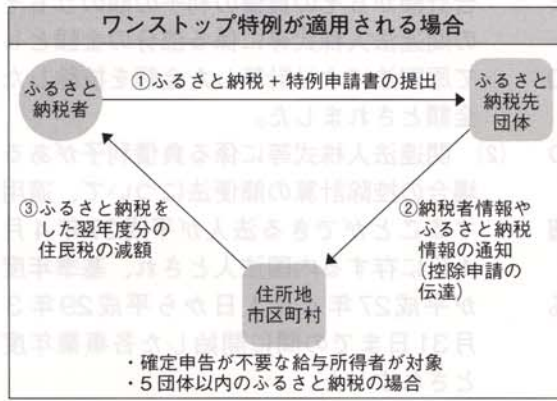 ワンストップ特例が適用される場合
ふるさと
納税者
①ふるさと納税+特例申請書の提出
ふるさと
納税先
団体
②納税者情報や
ふるさと納税
情報の通知
(控除申請の
伝達)
③ふるさと納税を
した翌年度分の
住民税の減額
住所地
市区町村
・確定申告が不要な給与所得者が対象
・5団体以内のふるさと納税の場合